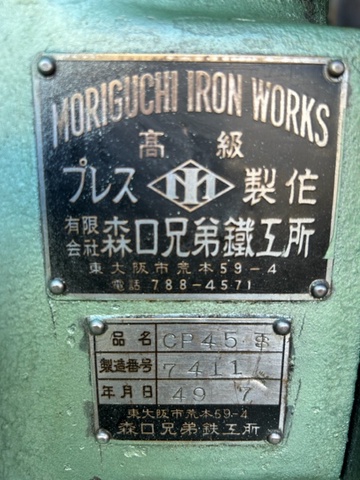 MORIGUCHI IRON WORKS
高級
プレス 製作
有限会社 森口兄弟鐵工所
東大阪市荒本59-4
電話 788-4571
品名 CP45 S
製造番号 7411
年月日 49 7
東大阪市荒本59-4
森口兄弟鉄工所